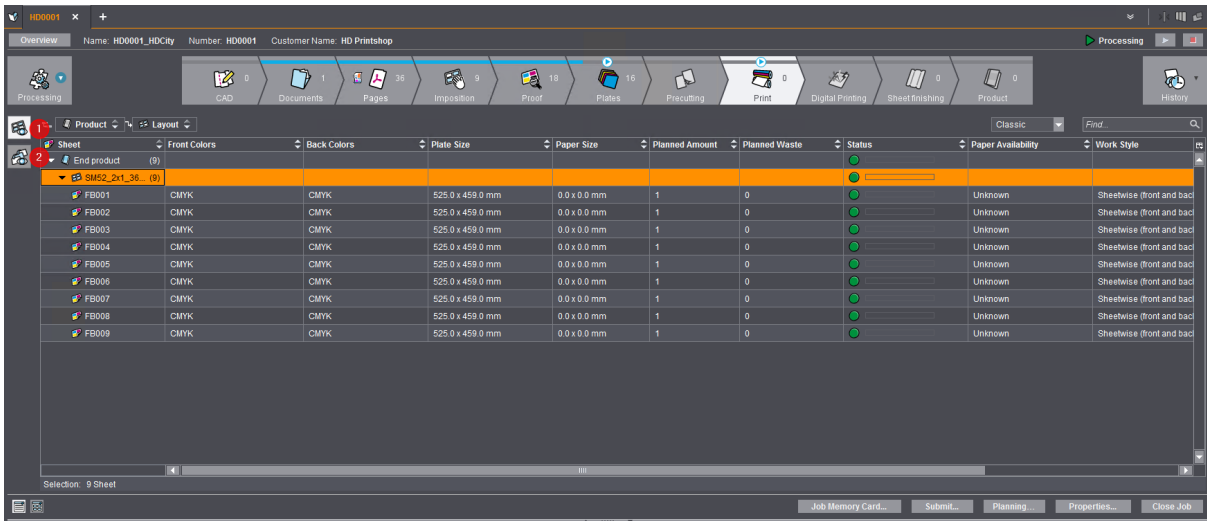 HD0001 × +
Overview Name: HD0001_HDCity Number: HD0001 Customer Name: HD Printshop Processing
0 1 36 9 18 16 0 0 0
Processing CAD Documents Pages Imposition Proof Plates Precutting Print Digital Printing Sheet finishing Product History
1 Product Layout Classic Find...
Sheet Front Colors Back Colors Plate Size Paper Size Planned Amount Planned Waste Status Paper Availability Work Style
2 End product (9)
SM52_2x1_36... (9)
FB001 CMYK CMYK 525.0 x 459.0 mm 0.0 x 0.0 mm 1 0 Unknown Sheetwise (front and bac
FB002 CMYK CMYK 525.0 x 459.0 mm 0.0 x 0.0 mm 1 0 Unknown Sheetwise (front and bac
FB003 CMYK CMYK 525.0 x 459.0 mm 0.0 x 0.0 mm 1 0 Unknown Sheetwise (front and bac
FB004 CMYK CMYK 525.0 x 459.0 mm 0.0 x 0.0 mm 1 0 Unknown Sheetwise (front and bac
FB005 CMYK CMYK 525.0 x 459.0 mm 0.0 x 0.0 mm 1 0 Unknown Sheetwise (front and bac
FB006 CMYK CMYK 525.0 x 459.0 mm 0.0 x 0.0 mm 1 0 Unknown Sheetwise (front and bac
FB007 CMYK CMYK 525.0 x 459.0 mm 0.0 x 0.0 mm 1 0 Unknown Sheetwise (front and bac
FB008 CMYK CMYK 525.0 x 459.0 mm 0.0 x 0.0 mm 1 0 Unknown Sheetwise (front and bac
FB009 CMYK CMYK 525.0 x 459.0 mm 0.0 x 0.0 mm 1 0 Unknown Sheetwise (front and bac
Selection: 9 Sheet
Job Memory Card... Submit... Planning... Properties... Close Job